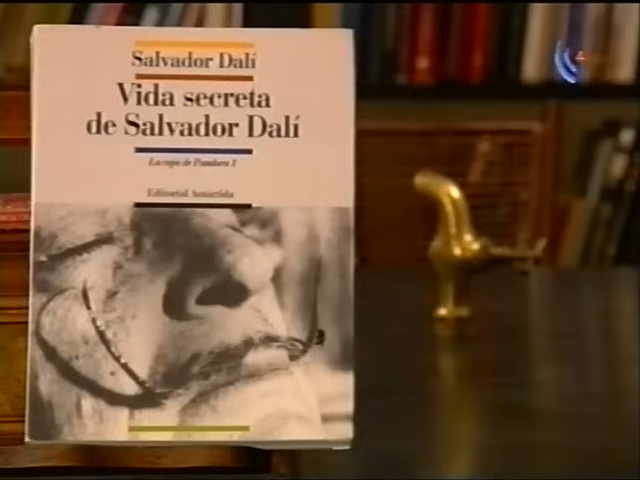 Salvador Dalí
Vida secreta
de Salvador Dalí
La caja de Pandora 1
Editorial Antártida